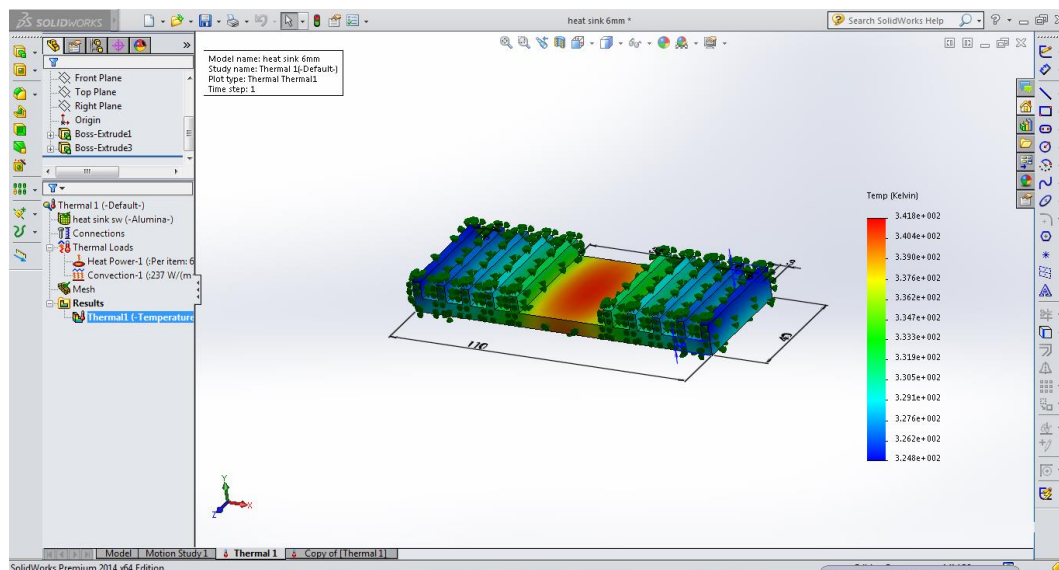 SOLIDWORKS
heat sink 6mm *
Search SolidWorks Help
Model name: heat sink 6mm
Study name: Thermal 1(-Default-)
Plot type: Thermal Thermal1
Time step: 1
Front Plane
Top Plane
Right Plane
Origin
Boss-Extrude1
Boss-Extrude3
Thermal 1 (-Default-)
heat sink sw (-Alumina-)
Connections
Thermal Loads
Heat Power-1 (:Per item: 6
Convection-1 (:237 W/(m
Mesh
Results
Thermal1 (-Temperature
110
Temp (Kelvin)
3.418e+002
3.404e+002
3.390e+002
3.376e+002
3.362e+002
3.347e+002
3.333e+002
3.319e+002
3.305e+002
3.291e+002
3.276e+002
3.262e+002
3.248e+002
Y
X
Z
Model
Motion Study 1
Thermal 1
Copy of [Thermal 1]
SolidWorks Premium 2014 x64 Edition